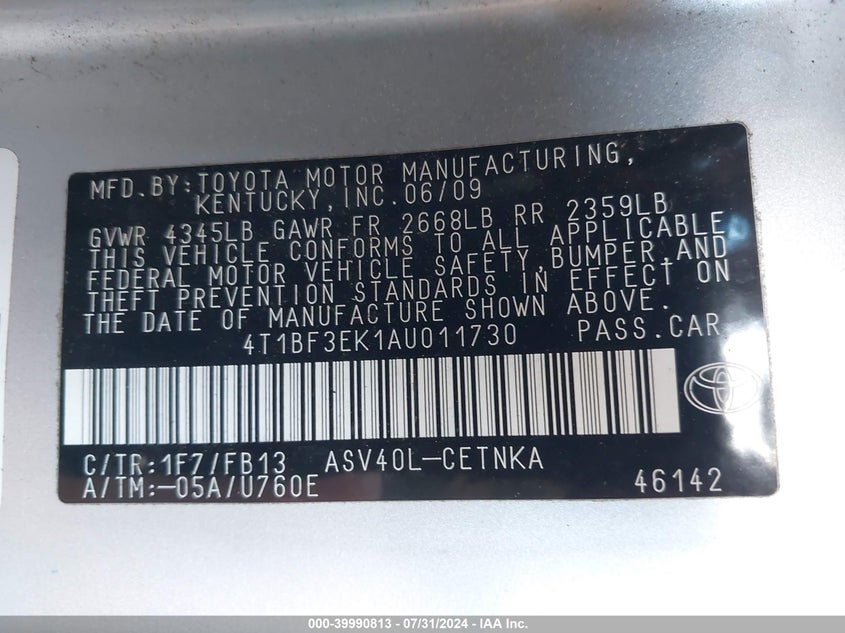 MFD.BY:TOYOTA MOTOR MANUFACTURING,
KENTUCKY,INC.06/09
GVWR 4345LB GAWR FR 2668LB RR 2359LB
THIS VEHICLE CONFORMS TO ALL APPLICABLE
FEDERAL MOTOR VEHICLE SAFETY,BUMPER,AND
THEFT PREVENTION STANDARDS IN EFFECT ON
THE DATE OF MANUFACTURE SHOWN ABOVE.
4T1BF3EK1AU011730 PASS.CAR
C/TR:1F7/FB13 ASV40L-CETNKA
A/TM:-05A/U760E 46142
000-39990813 - 07/31/2024 - IAA Inc.